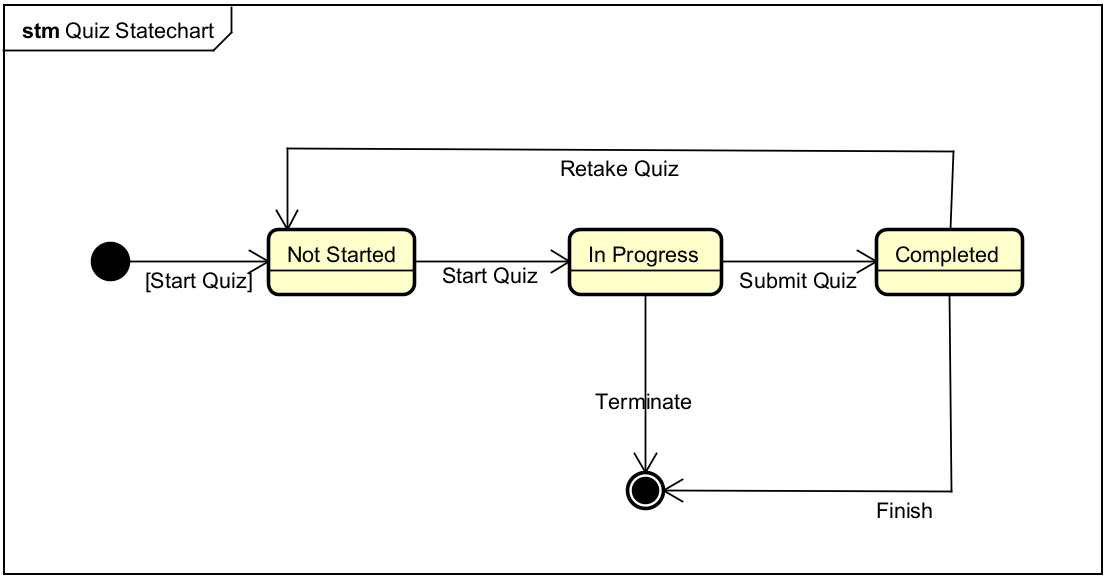 stm Quiz Statechart
Retake Quiz
Not Started
In Progress
Completed
[Start Quiz]
Start Quiz
Submit Quiz
Terminate
Finish